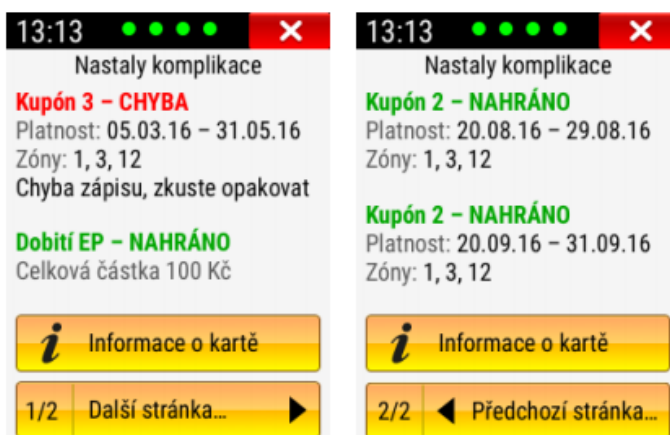 13:13
Nastaly komplikace
Kupón 3 – CHYBA
Platnost: 05.03.16 – 31.05.16
Zóny: 1, 3, 12
Chyba zápisu, zkuste opakovat
Dobití EP – NAHRÁNO
Celková částka 100 Kč
i Informace o kartě
1/2 Další stránka...
13:13
Nastaly komplikace
Kupón 2 – NAHRÁNO
Platnost: 20.08.16 – 29.08.16
Zóny: 1, 3, 12
Kupón 2 – NAHRÁNO
Platnost: 20.09.16 – 31.09.16
Zóny: 1, 3, 12
i Informace o kartě
2/2 Předchozí stránka...